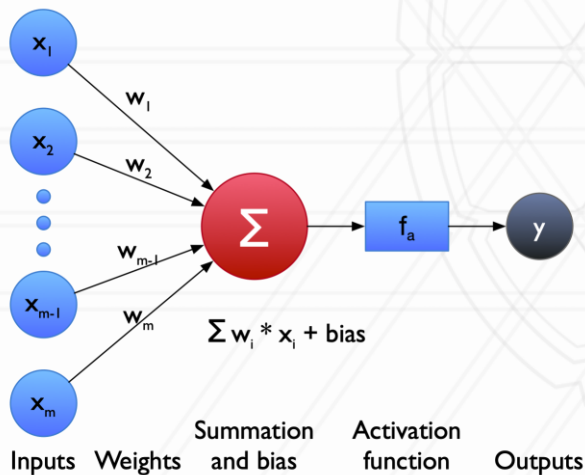 x₁
w₁
x₂
w₂
Σ
fₐ
y
wₘ₋₁
xₘ₋₁
wₘ
Σ wᵢ * xᵢ + bias
xₘ
Inputs
Weights
Summation
and bias
Activation
function
Outputs